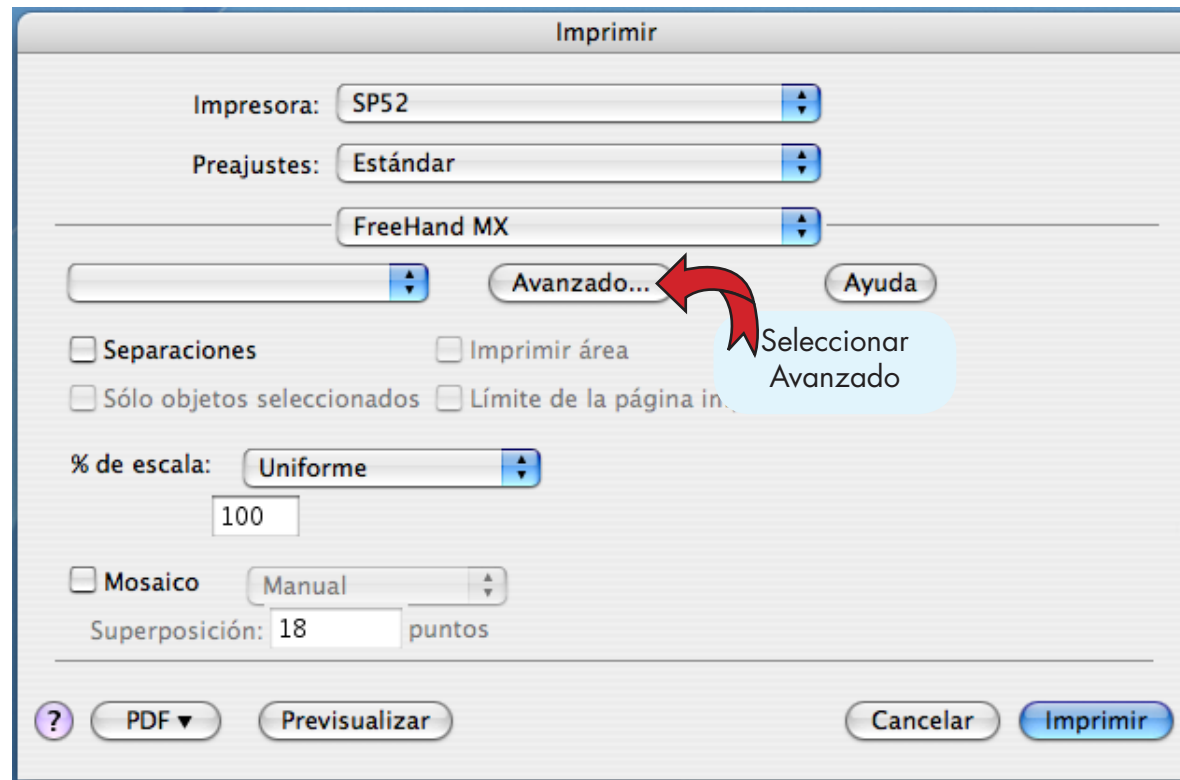 Imprimir
Impresora: SP52
Preajustes: Estándar
FreeHand MX
Avanzado... Ayuda
Separaciones Imprimir área
Seleccionar
Avanzado
Sólo objetos seleccionados Límite de la página
% de escala: Uniforme
100
Mosaico Manual
Superposición: 18 puntos
? PDF Previsualizar Cancelar Imprimir